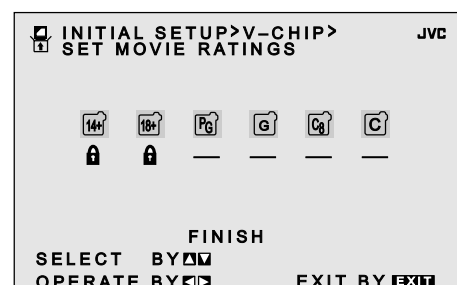 INITIAL SETUP>V–CHIP> JVC
SET MOVIE RATINGS
14+ 18+ PG G C8 C
— — — —
FINISH
SELECT BY▲▼
OPERATE BY◀▶ EXIT BY EXIT